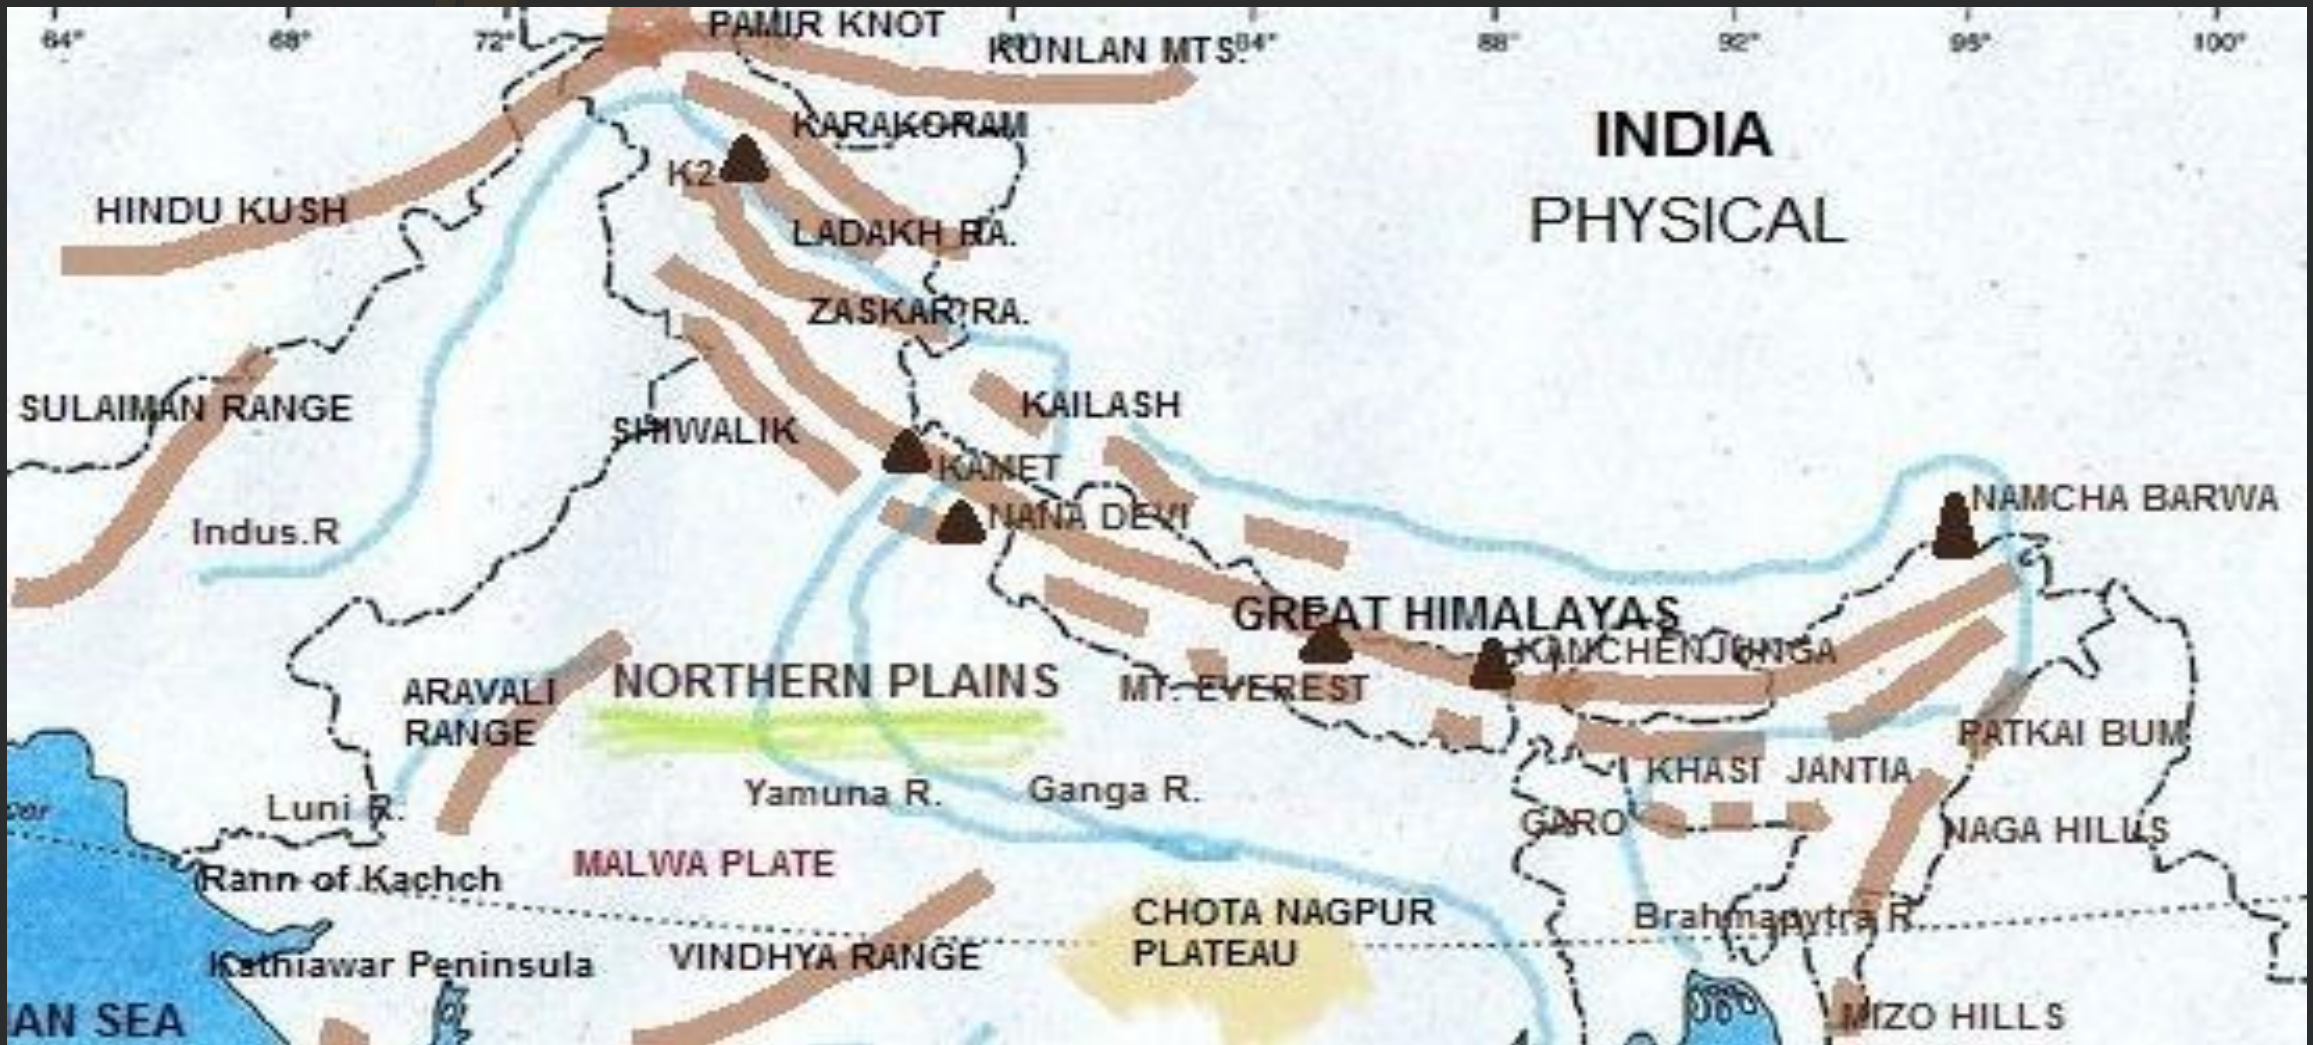 PAMIR KNOT
64° 68° 72° 84° 88° 92° 96° 100°
KUNLAN MTS.
KARAKORAM
INDIA
PHYSICAL
K2
HINDU KUSH
LADAKH RA.
ZASKAR RA.
SULAIMAN RANGE
KAILASH
SHIWALIK
KAMET
NAMCHA BARWA
NANA DEVI
Indus.R
GREAT HIMALAYAS
KANCHENJUNGA
ARAVALI
RANGE
NORTHERN PLAINS
MT. EVEREST
PATKAI BUM
KHASI JANTIA
Yamuna R.
Ganga R.
Luni R.
GARO
NAGA HILLS
MALWA PLATE
Rann of Kachch
CHOTA NAGPUR
PLATEAU
Brahmapytra R
VINDHYA RANGE
Kathiawar Peninsula
AN SEA
MIZO HILLS